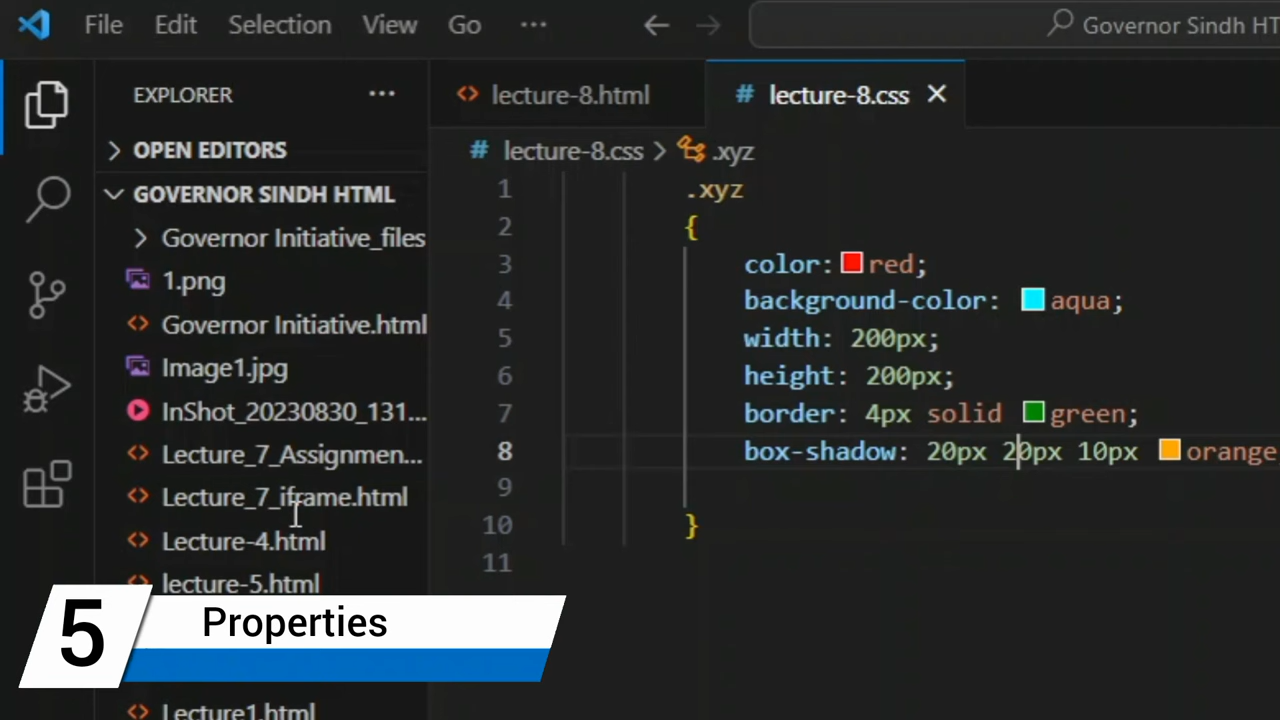 File Edit Selection View Go ···
Governor Sindh HT
EXPLORER ···
OPEN EDITORS
GOVERNOR SINDH HTML
Governor Initiative_files
1.png
Governor Initiative.html
Image1.jpg
InShot_20230830_131...
Lecture_7_Assignmen...
Lecture_7_iframe.html
Lecture-4.html
lecture-5.html
Lecture1.html
lecture-8.html
# lecture-8.css
# lecture-8.css > .xyz
1 .xyz
2 {
3 color: red;
4 background-color: aqua;
5 width: 200px;
6 height: 200px;
7 border: 4px solid green;
8 box-shadow: 20px 20px 10px orange
9
10 }
11
5 Properties